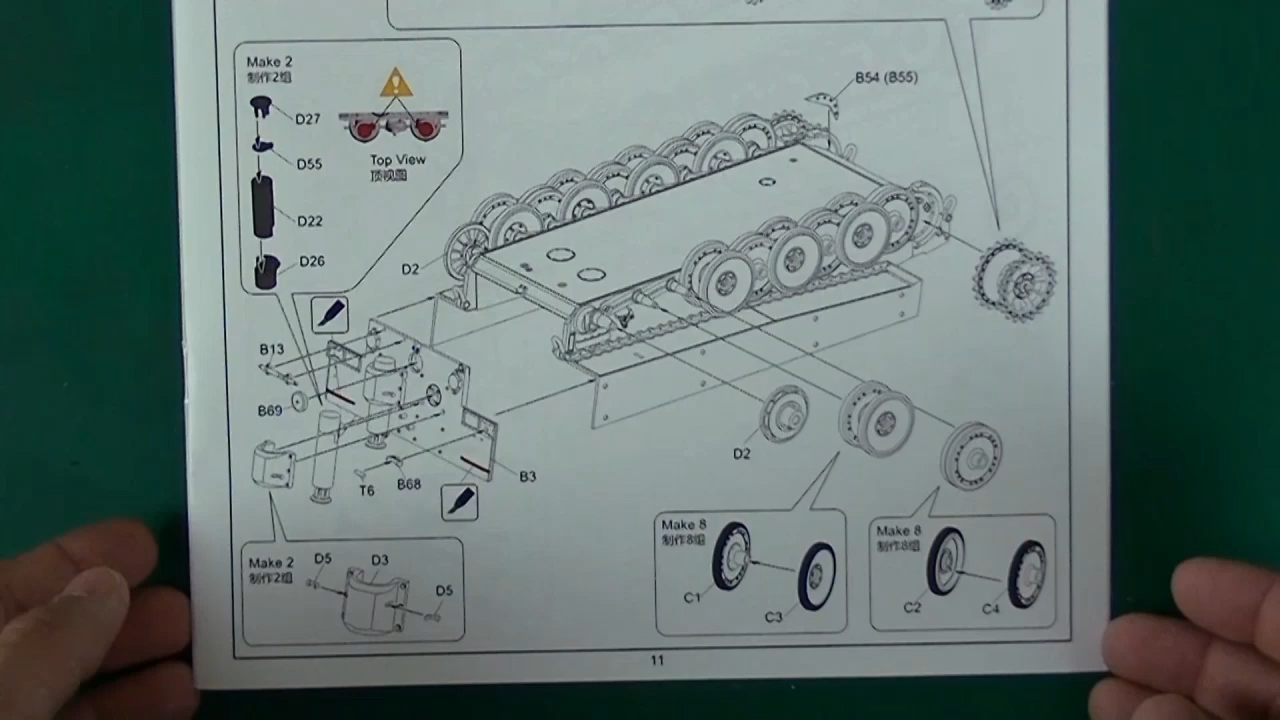 Make 2
制作2组
D27
D55
D22
D26
Top View
顶视图
B54 (B55)
D2
B13
B69
T6
B68
B3
D2
Make 2
制作2组
D5
D3
D5
Make 8
制作8组
C1
C3
Make 8
制作8组
C2
C4
11